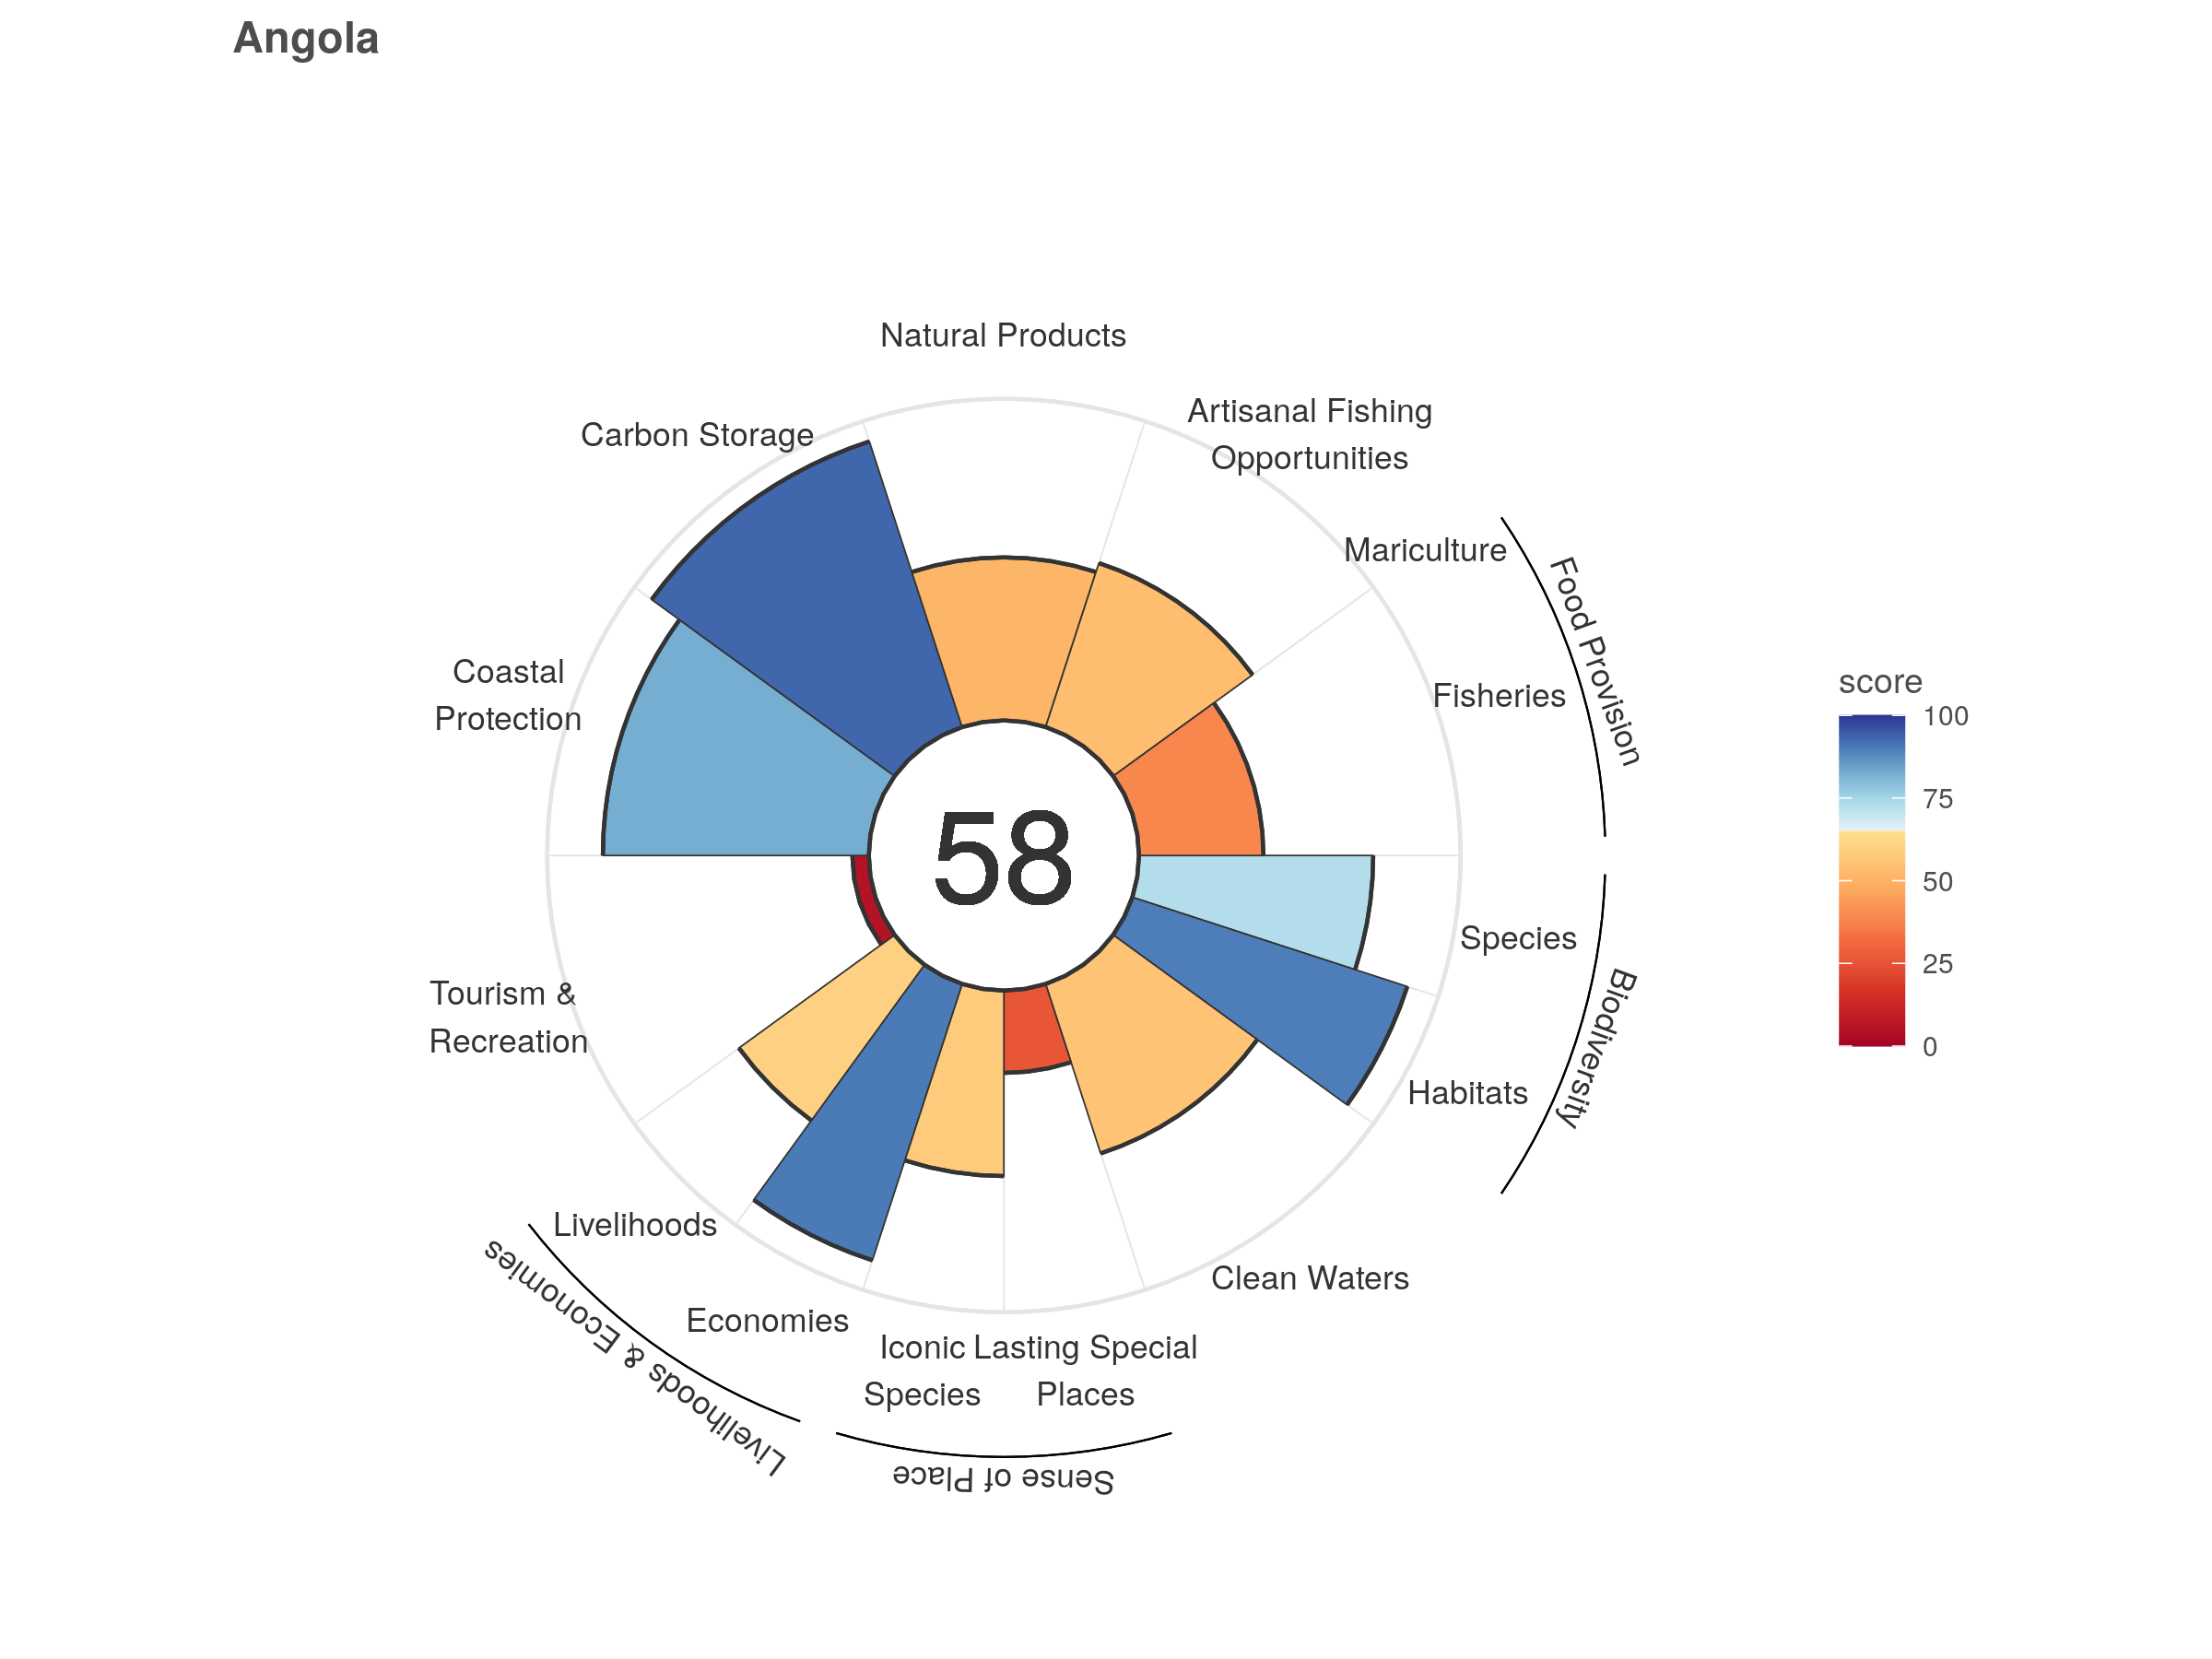 Angola
Natural Products
Artisanal Fishing
Opportunities
Carbon Storage
Mariculture
Food Provision
Fisheries
Coastal
Protection
score
100
75
50
25
0
58
Species
Biodiversity
Habitats
Tourism &
Recreation
Livelihoods
Clean Waters
Economies
Livelihoods & Economies
Iconic
Species
Lasting Special
Places
Sense of Place